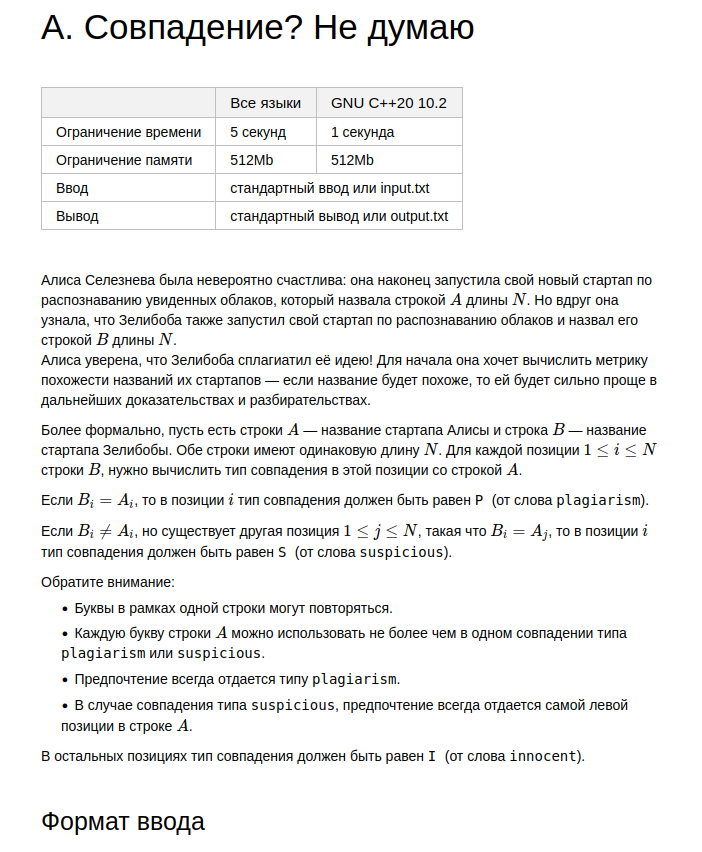 A. Совпадение? Не думаю
Все языки GNU C++20 10.2
Ограничение времени 5 секунд 1 секунда
Ограничение памяти 512Mb 512Mb
Ввод стандартный ввод или input.txt
Вывод стандартный вывод или output.txt
Алиса Селезнева была невероятно счастлива: она наконец запустила свой новый стартап по
распознаванию увиденных облаков, который назвала строкой A длины N. Но вдруг она
узнала, что Зелибоба также запустил свой стартап по распознаванию облаков и назвал его
строкой B длины N.
Алиса уверена, что Зелибоба сплагиатил её идею! Для начала она хочет вычислить метрику
похожести названий их стартапов — если название будет похоже, то ей будет сильно проще в
дальнейших доказательствах и разбирательствах.
Более формально, пусть есть строки A — название стартапа Алисы и строка B — название
стартапа Зелибобы. Обе строки имеют одинаковую длину N. Для каждой позиции 1 ≤ i ≤ N
строки B, нужно вычислить тип совпадения в этой позиции со строкой A.
Если B_i = A_i, то в позиции i тип совпадения должен быть равен P (от слова plagiarism).
Если B_i ≠ A_i, но существует другая позиция 1 ≤ j ≤ N, такая что B_i = A_j, то в позиции i
тип совпадения должен быть равен S (от слова suspicious).
Обратите внимание:
• Буквы в рамках одной строки могут повторяться.
• Каждую букву строки A можно использовать не более чем в одном совпадении типа
plagiarism или suspicious.
• Предпочтение всегда отдается типу plagiarism.
• В случае совпадения типа suspicious, предпочтение всегда отдается самой левой
позиции в строке A.
В остальных позициях тип совпадения должен быть равен I (от слова innocent).
Формат ввода